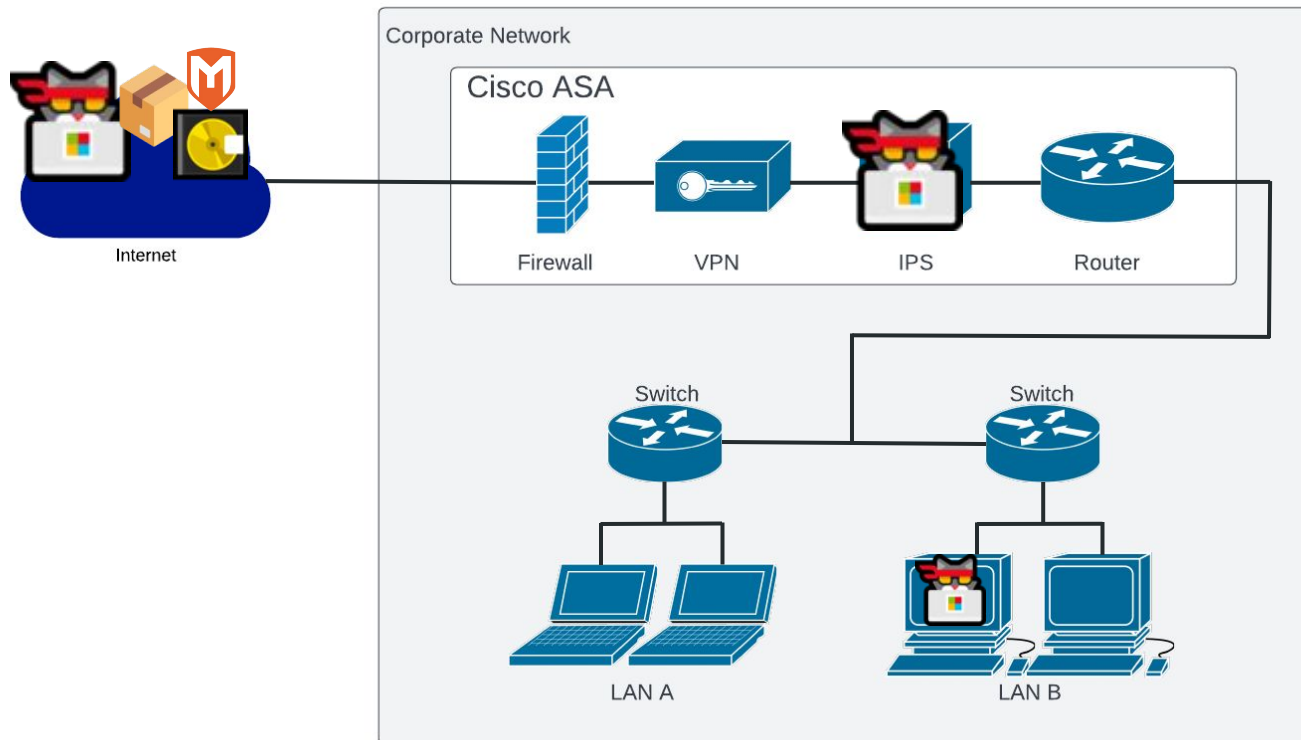 Corporate Network
Cisco ASA
Internet
Firewall
VPN
IPS
Router
Switch
Switch
LAN A
LAN B